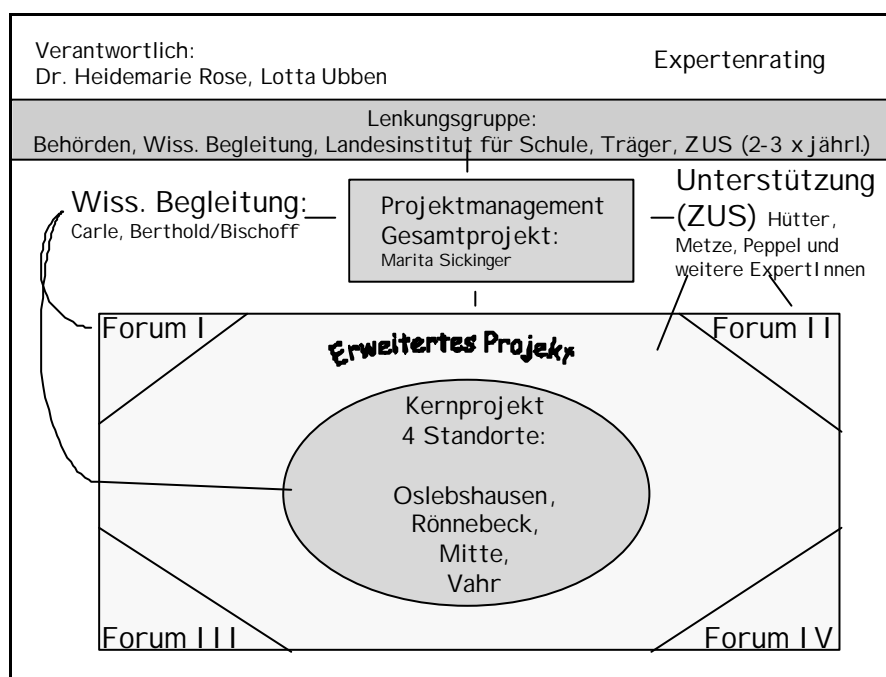 Verantwortlich:
Dr. Heidemarie Rose, Lotta Ubben
Expertenrating
Lenkungsgruppe:
Behörden, Wiss. Begleitung, Landesinstitut für Schule, Träger, ZUS (2-3 x jährl.)
Wiss. Begleitung:
Carle, Berthold/Bischoff
Projektmanagement
Gesamtprojekt:
Marita Sickinger
Unterstützung
(ZUS) Hütter,
Metze, Peppel und
weitere ExpertInnen
Forum I
Forum II
Erweitertes Projekt
Kernprojekt
4 Standorte:
Oslebshausen,
Rönnebeck,
Mitte,
Vahr
Forum III
Forum IV